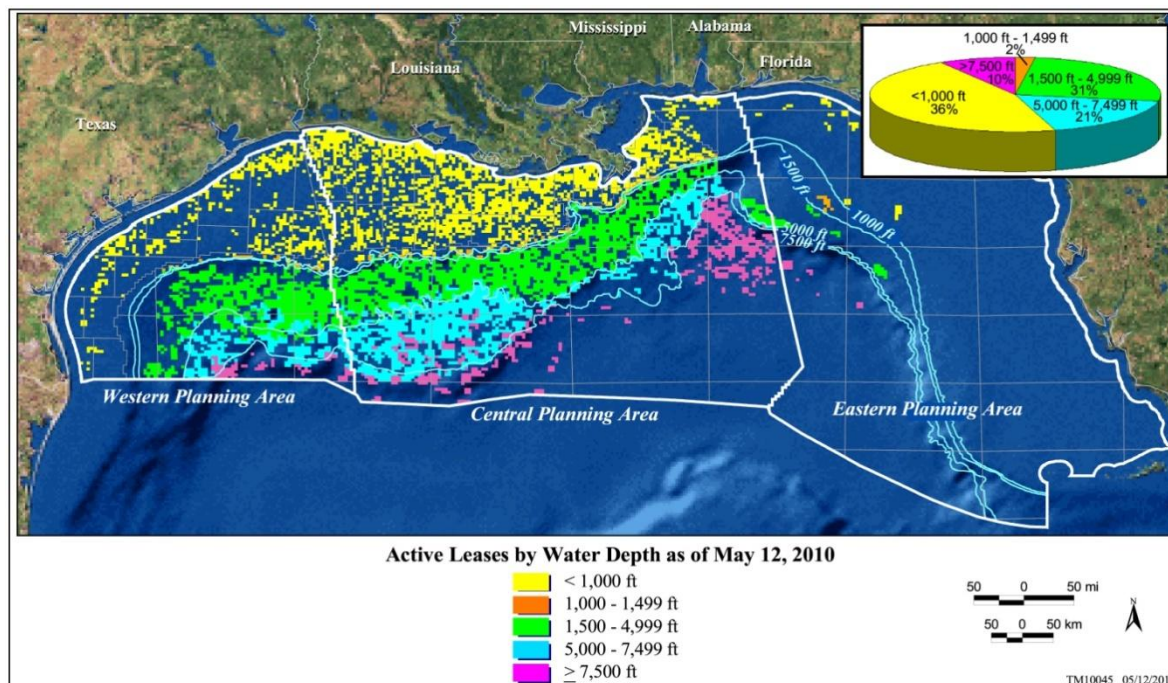 Mississippi
Alabama
Louisiana
Florida
Texas
1,000 ft - 1,499 ft
2%
>7,500 ft
10%
1,500 ft - 4,999 ft
31%
<1,000 ft
36%
5,000 ft - 7,499 ft
21%
1500 ft
1000 ft
7500 ft
Western Planning Area
Central Planning Area
Eastern Planning Area
Active Leases by Water Depth as of May 12, 2010
< 1,000 ft
1,000 - 1,499 ft
1,500 - 4,999 ft
5,000 - 7,499 ft
≥ 7,500 ft
50 0 50 mi
50 0 50 km
N
TM10045 05/12/201